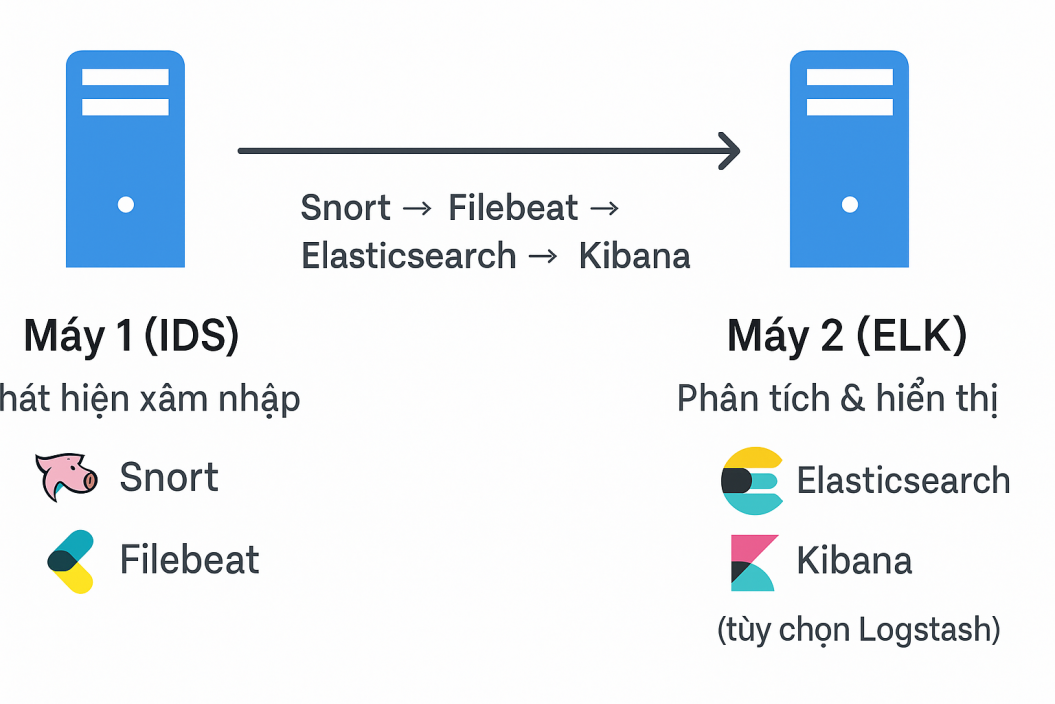 Snort → Filebeat →
Elasticsearch → Kibana
Máy 1 (IDS)
hát hiện xâm nhập
Snort
Filebeat
Máy 2 (ELK)
Phân tích & hiển thị
Elasticsearch
Kibana
(tùy chọn Logstash)